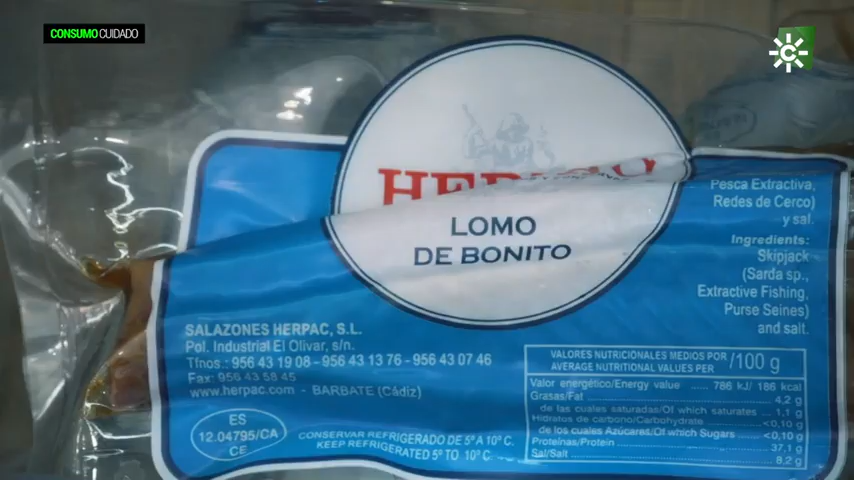 CONSUMOCUIDADO
LOMO
DE BONITO
Pesca Extractiva,
Redes de Cerco)
y sal.
Ingredients:
Skipjack
(Sarda sp.,
Extractive Fishing,
Purse Seines)
and salt.
SALAZONES HERPAC, S.L.
Pol. Industrial El Olivar, s/n.
Tfnos.: 956 43 19 08 - 956 43 13 76 - 956 43 07 46
Fax: 956 43 58 45
www.herpac.com - BARBATE (Cádiz)
ES
12.04795/CA
CE
CONSERVAR REFRIGERADO DE 5º A 10º C.
KEEP REFRIGERATED 5º TO 10º C.
VALORES NUTRICIONALES MEDIOS POR /100 g
AVERAGE NUTRITIONAL VALUES PER
Valor energético/Energy value ...... 786 kJ/ 186 kcal
Grasas/Fat ... 4,2 g
de las cuales saturadas/Of which saturates ... 1,1 g
Hidratos de carbono/Carbohydrate ... <0,10 g
de los cuales Azúcares/Of which Sugars ... <0,10 g
Proteínas/Protein ... 37,1 g
Sal/Salt ... 8,2 g